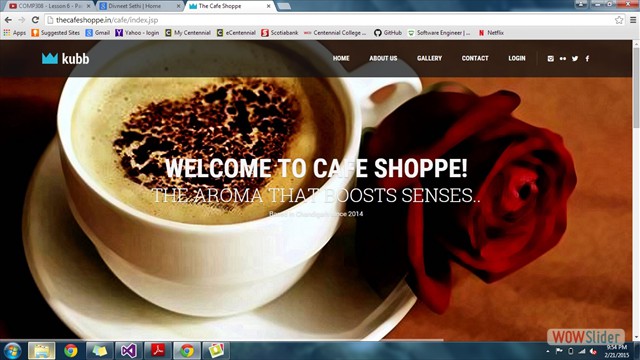 COMP308 - Lesson 6 - Pa
Divneet Sethi | Home
The Cafe Shoppe
thecafeshoppe.in/cafe/index.jsp
Apps
Suggested Sites
Gmail
Yahoo - login
My Centennial
eCentennial
Scotiabank
Centennial College ...
GitHub
Software Engineer | ...
Netflix
kubb
HOME
ABOUT US
GALLERY
CONTACT
LOGIN
WELCOME TO CAFE SHOPPE!
THE AROMA THAT BOOSTS SENSES..
since 2014
WOWSlider
9:54 PM
2/21/2015